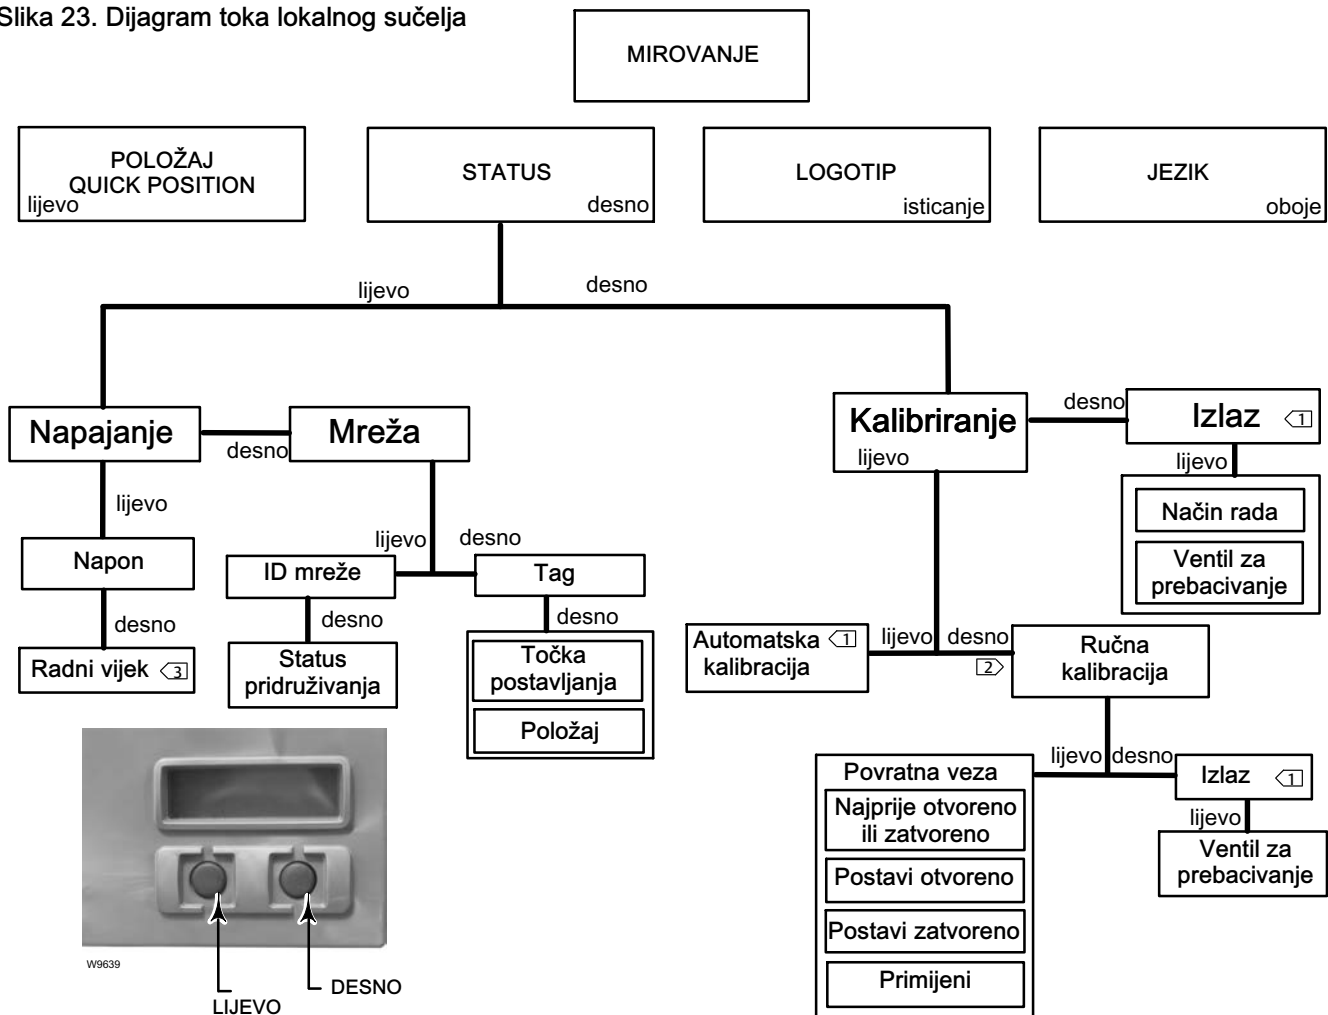 Slika 23. Dijagram toka lokalnog sučelja
MIROVANJE
POLOŽAJ
QUICK POSITION
lijevo
STATUS
desno
LOGOTIP
isticanje
JEZIK
oboje
lijevo
desno
Napajanje
desno
Mreža
Kalibriranje
lijevo
desno
Izlaz 1
lijevo
Način rada
Ventil za
prebacivanje
lijevo
Napon
desno
Radni vijek 3
lijevo
desno
ID mreže
desno
Status
pridruživanja
Tag
desno
Točka
postavljanja
Položaj
Automatska 1
kalibracija
lijevo
desno
2
Ručna
kalibracija
lijevo
desno
Povratna veza
Najprije otvoreno
ili zatvoreno
Postavi otvoreno
Postavi zatvoreno
Primijeni
Izlaz 1
lijevo
Ventil za
prebacivanje
W9639
LIJEVO
DESNO